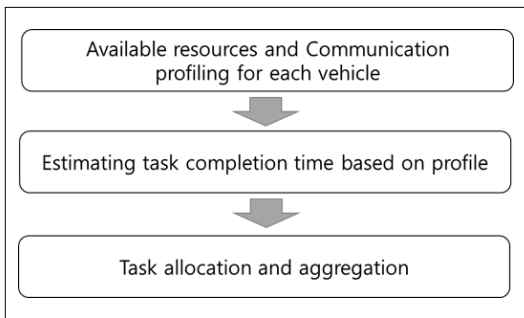 Available resources and Communication
profiling for each vehicle
Estimating task completion time based on profile
Task allocation and aggregation